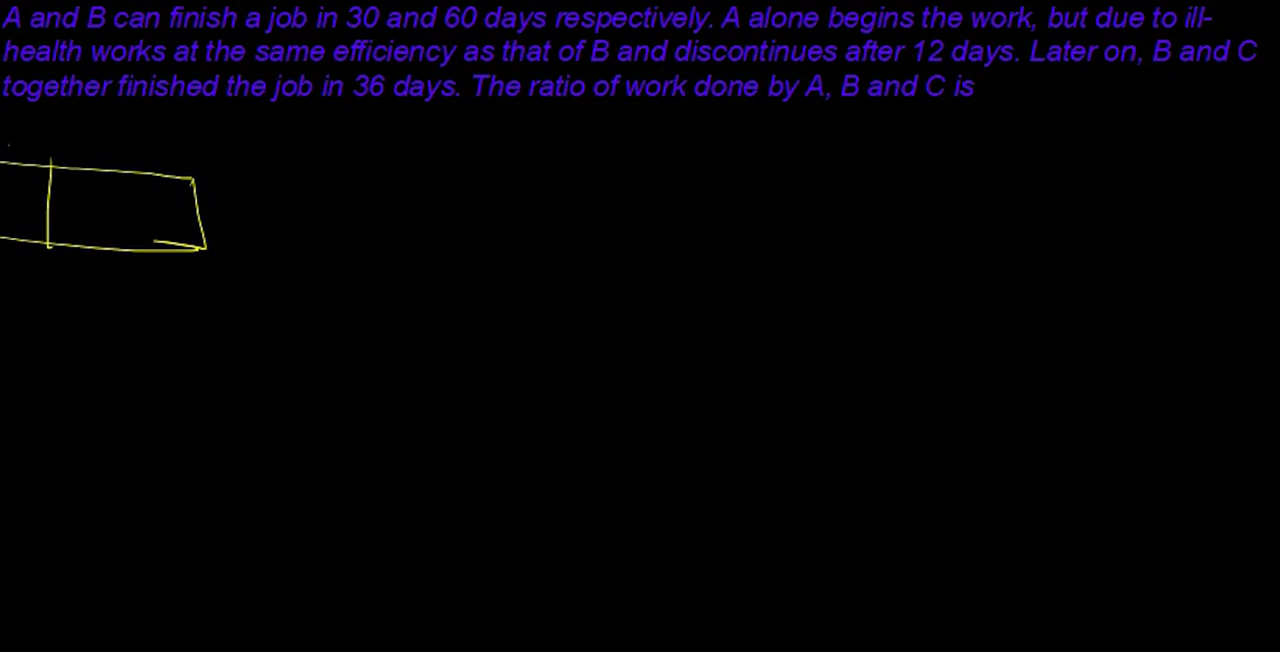 A and B can finish a job in 30 and 60 days respectively. A alone begins the work, but due to ill-
health works at the same efficiency as that of B and discontinues after 12 days. Later on, B and C
together finished the job in 36 days. The ratio of work done by A, B and C is